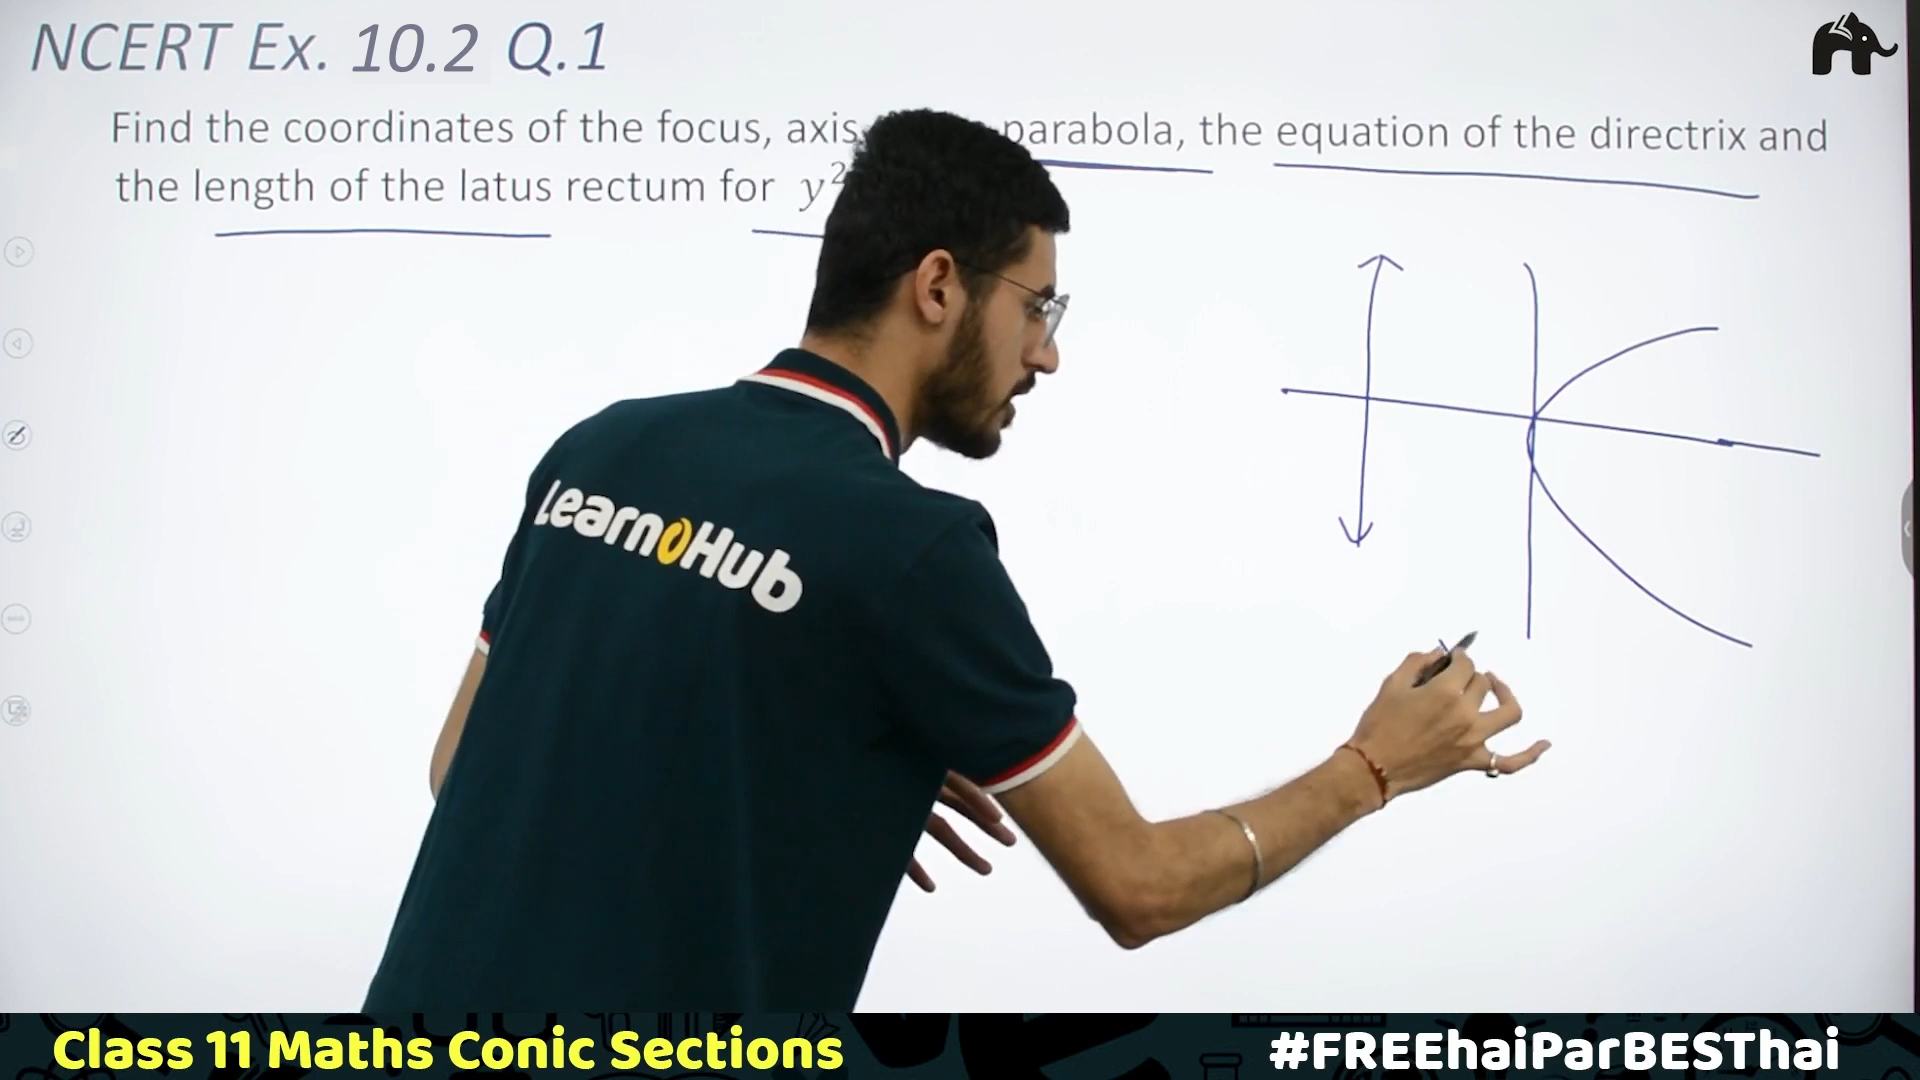 NCERT Ex. 10.2 Q.1
Find the coordinates of the focus, axis parabola, the equation of the directrix and
the length of the latus rectum for y²
LearnoHub
Class 11 Maths Conic Sections
#FREEhaiParBESThai